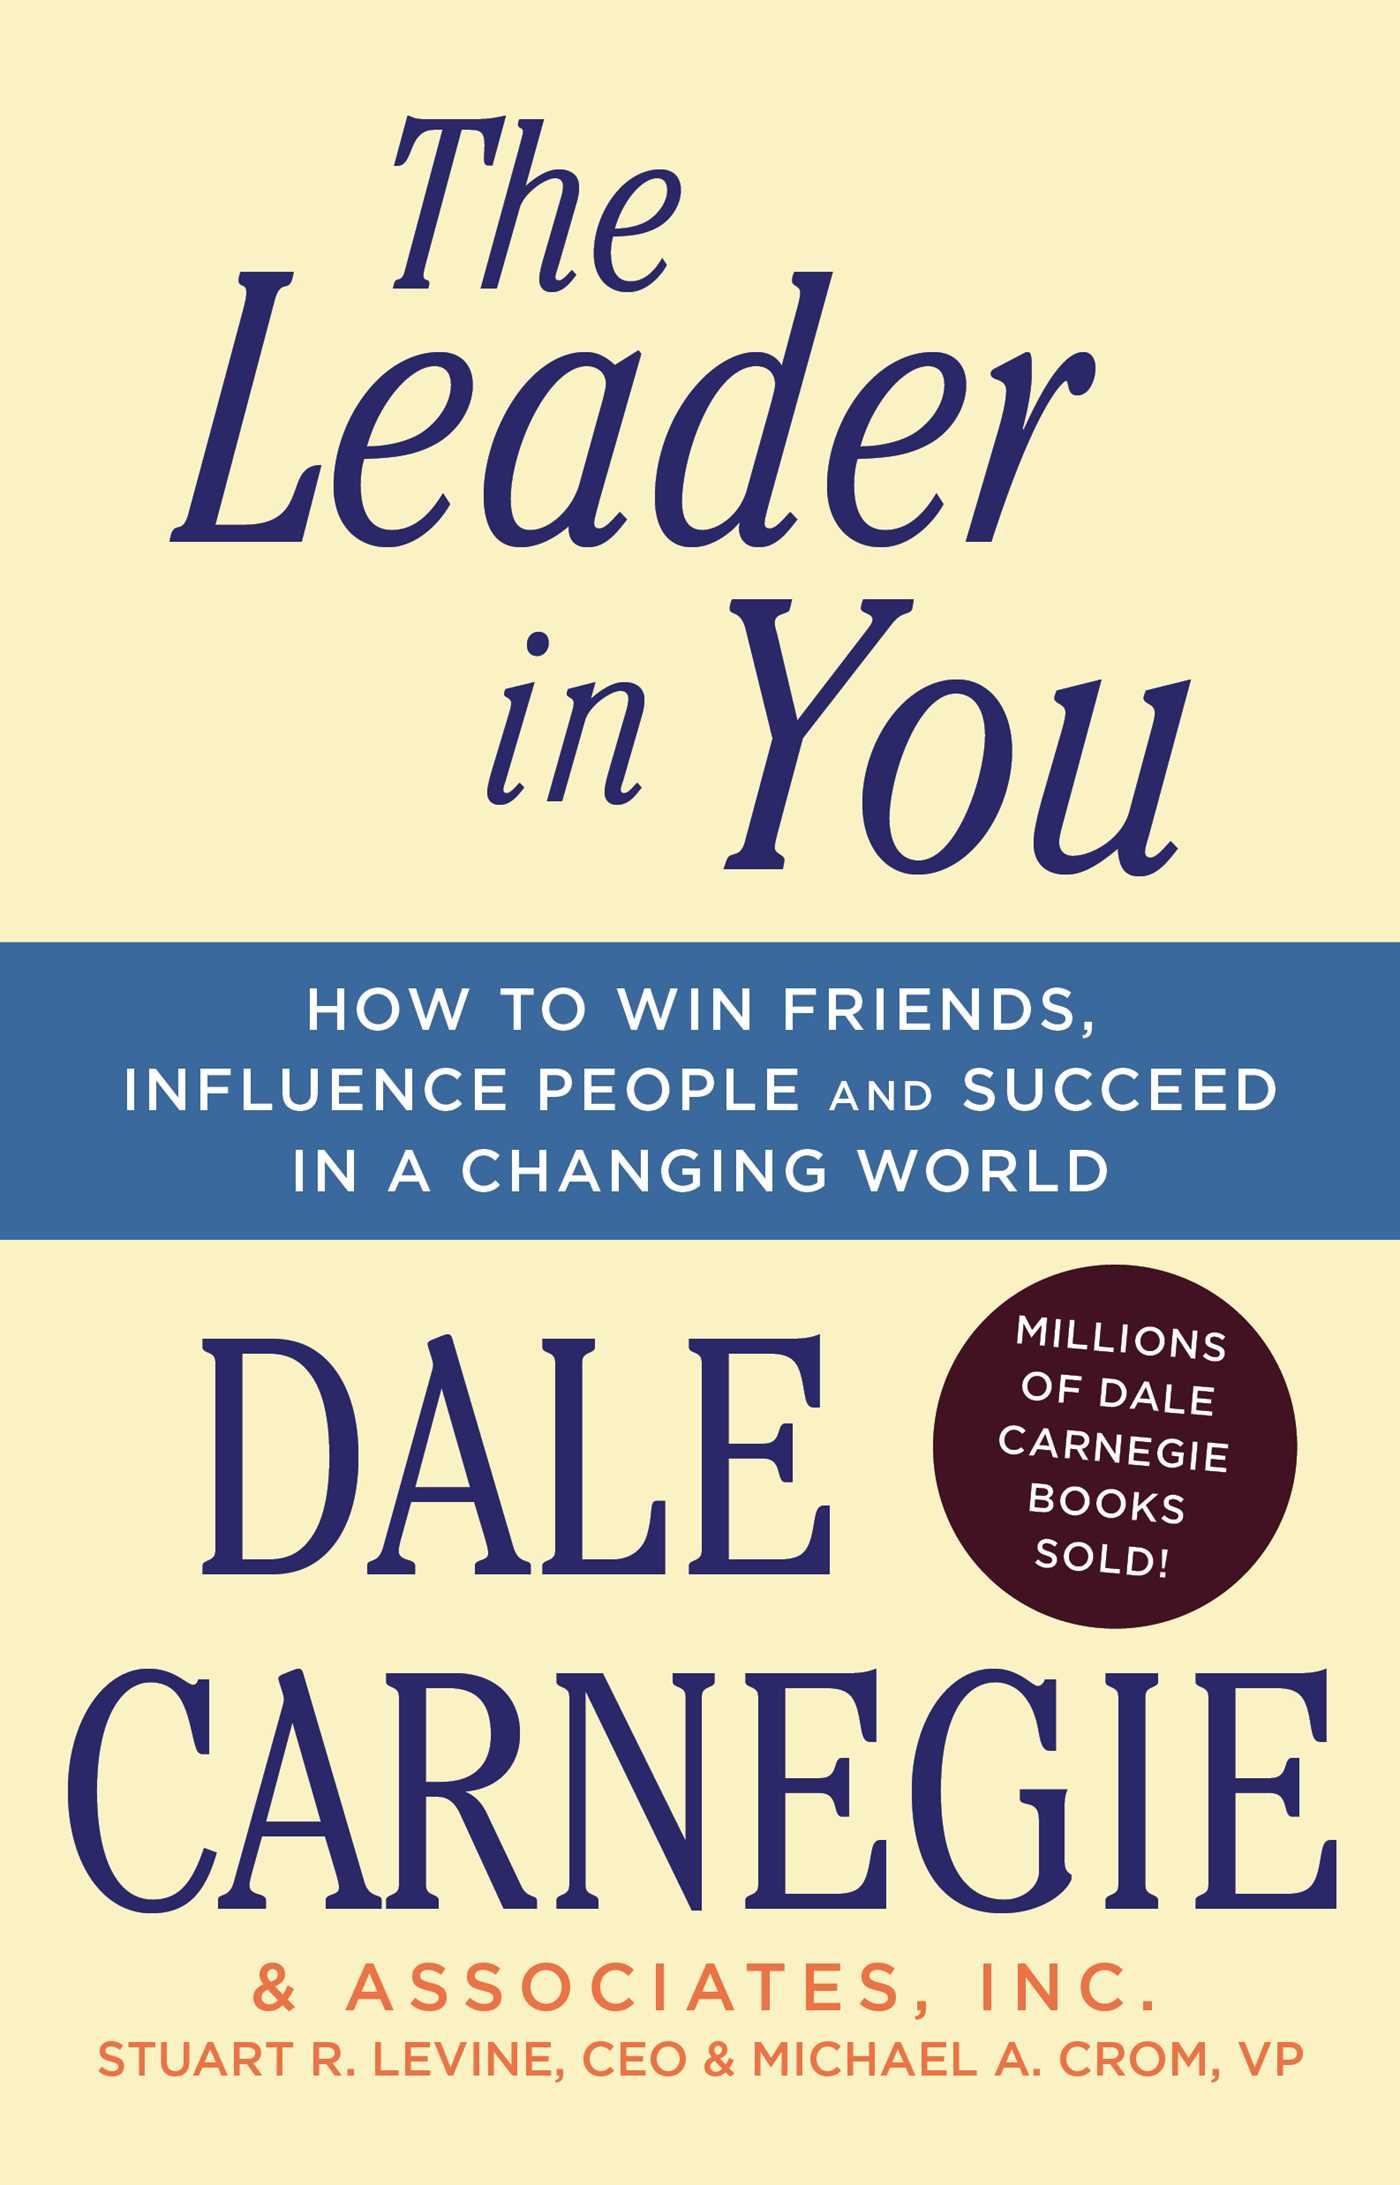 The
Leader
in You
HOW TO WIN FRIENDS,
INFLUENCE PEOPLE AND SUCCEED
IN A CHANGING WORLD
DALE
MILLIONS
OF DALE
CARNEGIE
BOOKS
SOLD!
CARNEGIE
& ASSOCIATES, INC.
STUART R. LEVINE, CEO & MICHAEL A. CROM, VP